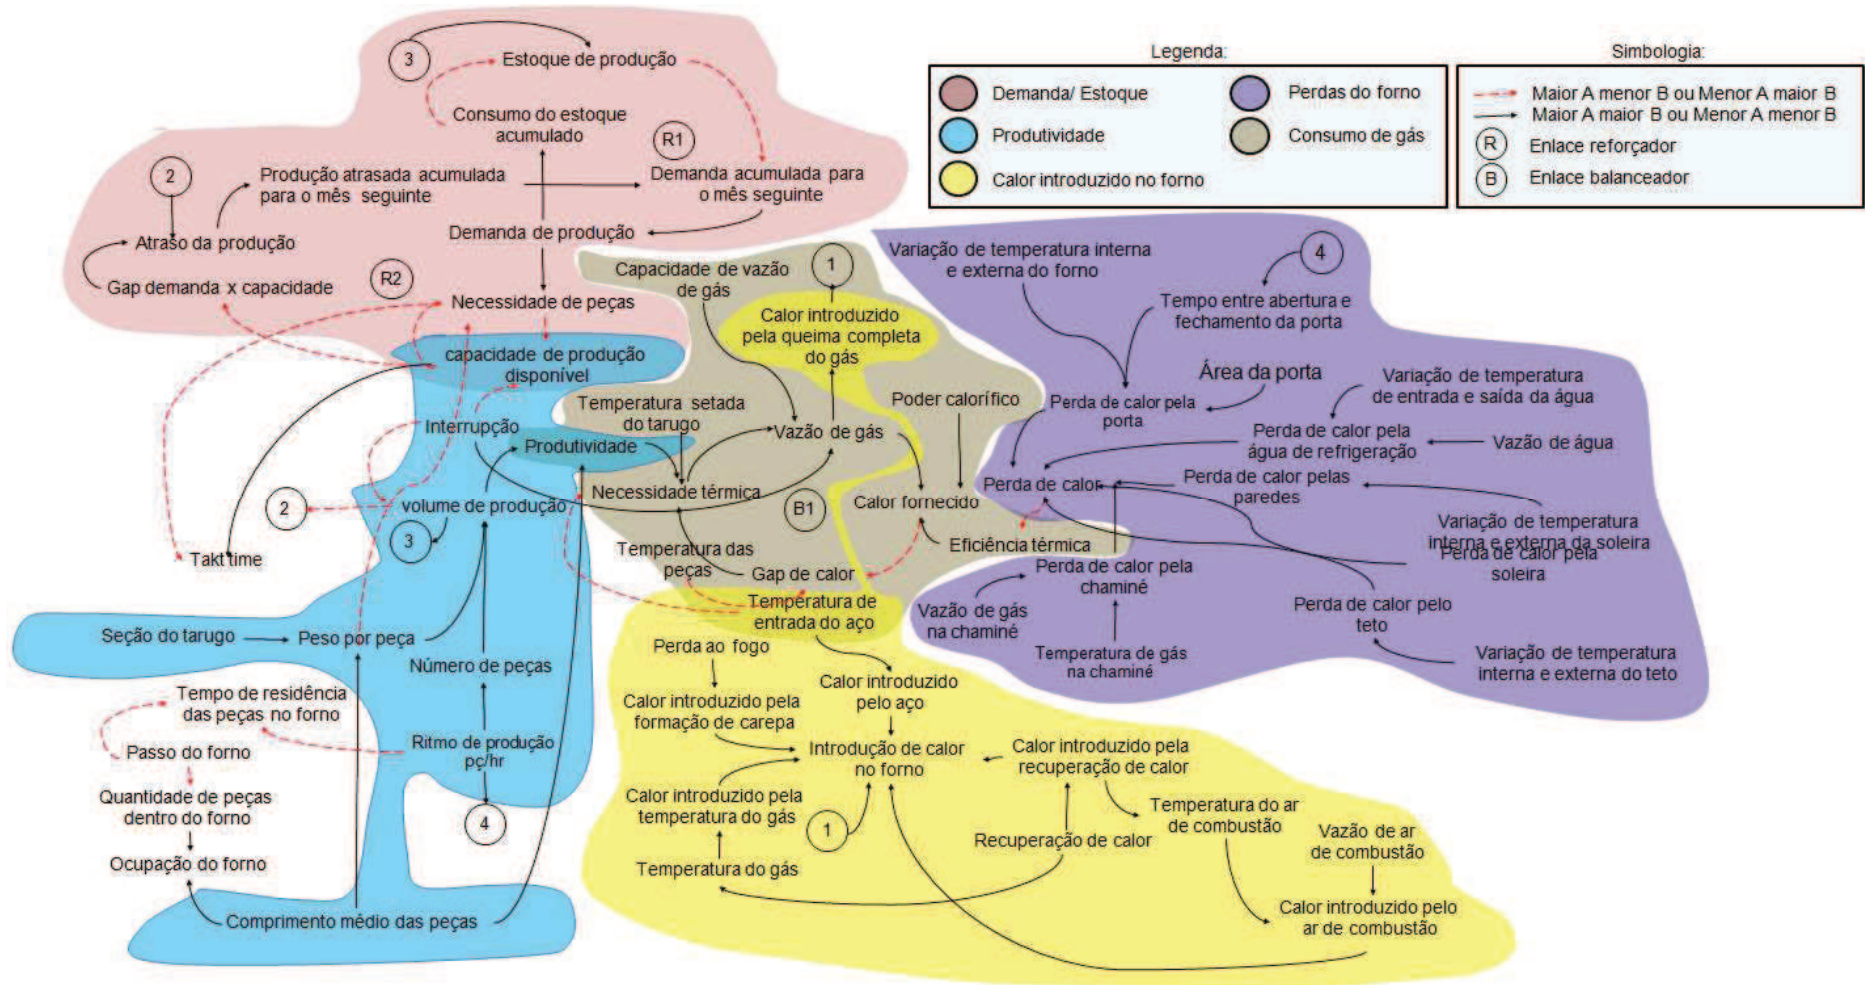 Legenda:
Demanda/ Estoque
Produtividade
Calor introduzido no forno
Perdas do forno
Consumo de gás
Simbologia:
Maior A menor B ou Menor A maior B
Maior A maior B ou Menor A menor B
R
Enlace reforçador
B
Enlace balanceador
3
Estoque de produção
Consumo do estoque
acumulado
R1
2
Produção atrasada acumulada
para o mês seguinte
Demanda acumulada para
o mês seguinte
Atraso da produção
Demanda de produção
Gap demanda x capacidade
R2
Necessidade de peças
capacidade de produção
disponível
Interrupção
Produtividade
volume de produção
2
3
Takt time
Seção do tarugo
Peso por peça
Número de peças
Tempo de residência
das peças no forno
Passo do forno
Ritmo de produção
pç/hr
Quantidade de peças
dentro do forno
4
Ocupação do forno
Comprimento médio das peças
Capacidade de vazão
de gás
1
Calor introduzido
pela queima completa
do gás
Temperatura setada
do tarugo
Vazão de gás
Poder calorífico
Necessidade térmica
B1
Calor fornecido
Eficiência térmica
Temperatura das
peças
Gap de calor
Temperatura de
entrada do aço
Perda ao fogo
Calor introduzido
pelo aço
Calor introduzido pela
formação de carepa
Introdução de calor
no forno
Calor introduzido pela
recuperação de calor
Calor introduzido pela
temperatura do gás
1
Temperatura do ar
de combustão
Recuperação de calor
Vazão de ar
de combustão
Temperatura do gás
Calor introduzido pelo
ar de combustão
Variação de temperatura interna
e externa do forno
4
Tempo entre abertura e
fechamento da porta
Área da porta
Variação de temperatura
de entrada e saída da água
Perda de calor pela
porta
Perda de calor pela
água de refrigeração
Vazão de água
Perda de calor
Perda de calor pelas
paredes
Variação de temperatura
interna e externa da soleira
Perda de calor pela
soleira
Perda de calor pela
chaminé
Vazão de gás
na chaminé
Perda de calor pelo
teto
Temperatura de gás
na chaminé
Variação de temperatura
interna e externa do teto